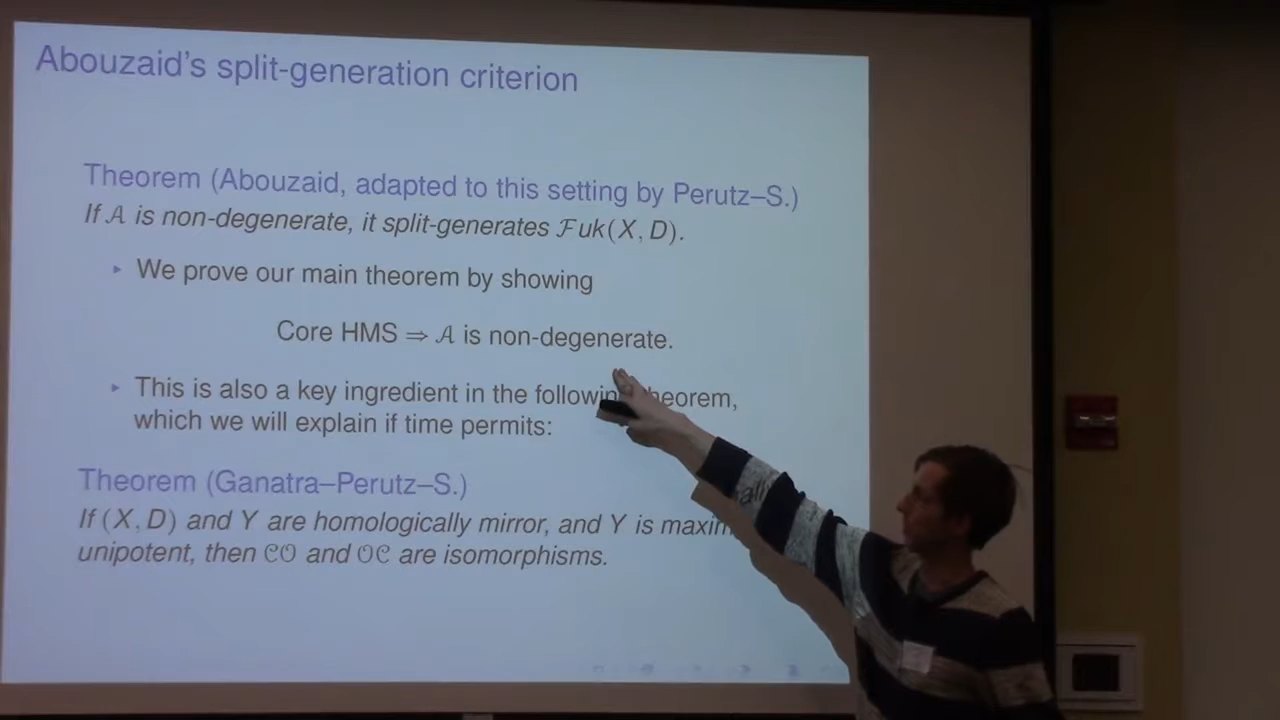 Abouzaid's split-generation criterion
Theorem (Abouzaid, adapted to this setting by Perutz–S.)
If 𝒜 is non-degenerate, it split-generates ℱuk(X, D).
We prove our main theorem by showing
Core HMS ⇒ 𝒜 is non-degenerate.
This is also a key ingredient in the following theorem,
which we will explain if time permits:
Theorem (Ganatra–Perutz–S.)
If (X, D) and Y are homologically mirror, and Y is maximally
unipotent, then 𝒞𝒪 and 𝒪𝒞 are isomorphisms.